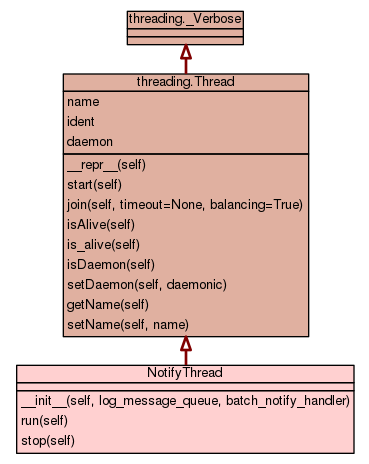 threading._Verbose
threading.Thread
name
ident
daemon
__repr__(self)
start(self)
join(self, timeout=None, balancing=True)
isAlive(self)
is_alive(self)
isDaemon(self)
setDaemon(self, daemonic)
getName(self)
setName(self, name)
NotifyThread
__init__(self, log_message_queue, batch_notify_handler)
run(self)
stop(self)